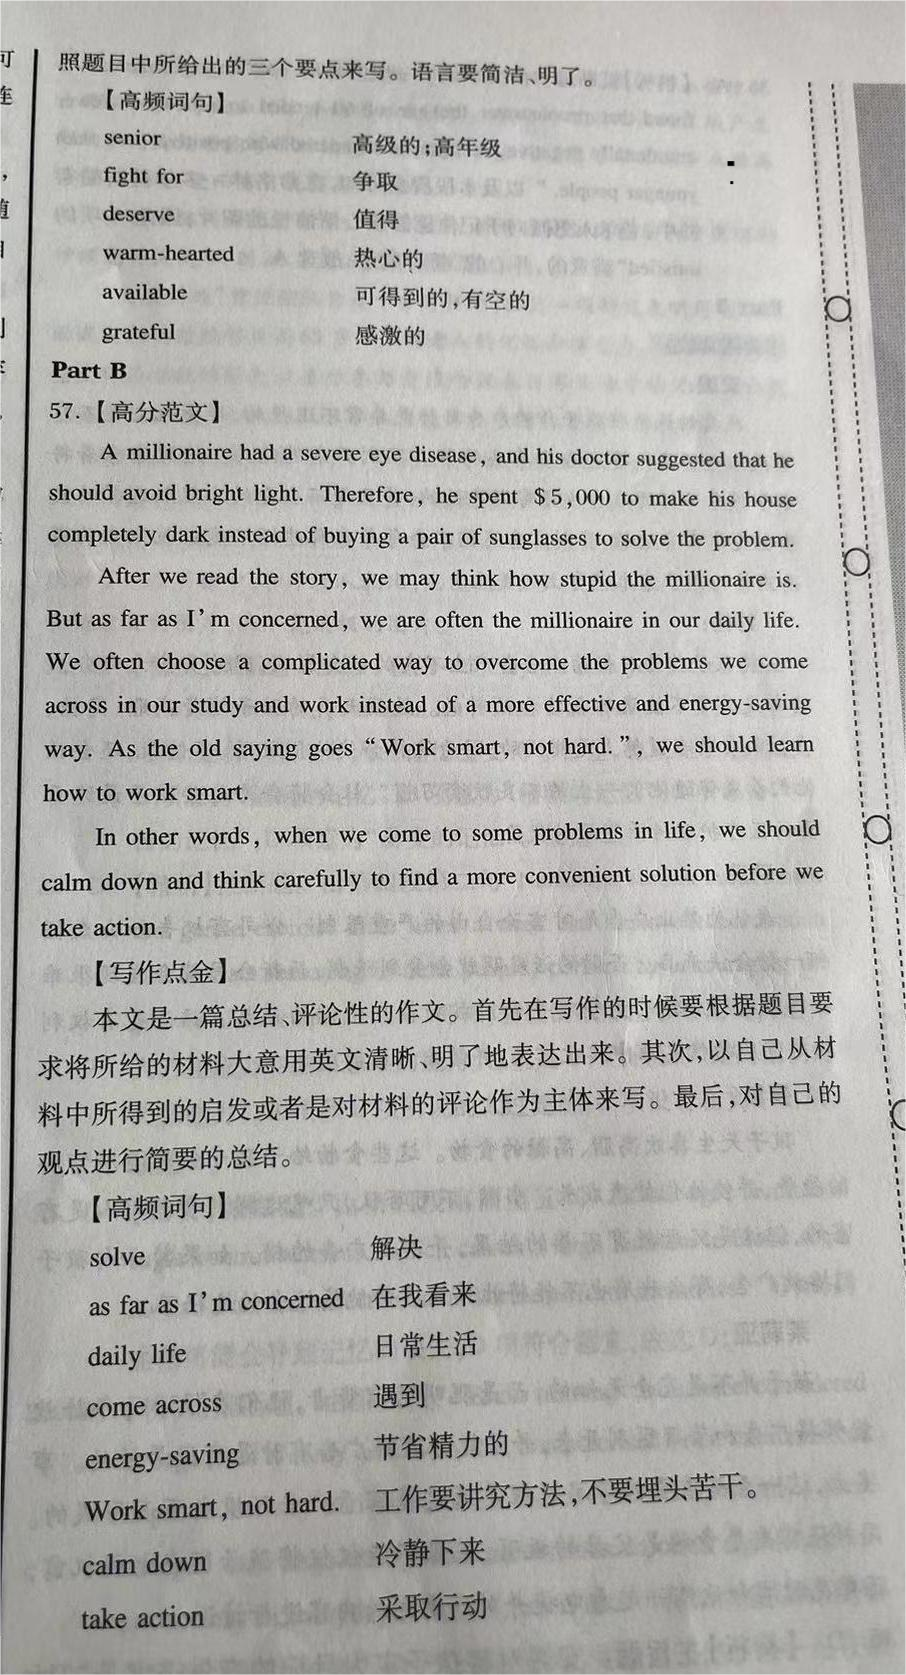 照题目中所给出的三个要点来写。语言要简洁、明了。
【高频词句】
senior 高级的;高年级
fight for 争取
deserve 值得
warm-hearted 热心的
available 可得到的,有空的
grateful 感激的
Part B
57.【高分范文】
A millionaire had a severe eye disease, and his doctor suggested that he
should avoid bright light. Therefore, he spent $5,000 to make his house
completely dark instead of buying a pair of sunglasses to solve the problem.
After we read the story, we may think how stupid the millionaire is.
But as far as I'm concerned, we are often the millionaire in our daily life.
We often choose a complicated way to overcome the problems we come
across in our study and work instead of a more effective and energy-saving
way. As the old saying goes “Work smart, not hard.”, we should learn
how to work smart.
In other words, when we come to some problems in life, we should
calm down and think carefully to find a more convenient solution before we
take action.
【写作点金】
本文是一篇总结、评论性的作文。首先在写作的时候要根据题目要
求将所给的材料大意用英文清晰、明了地表达出来。其次,以自己从材
料中所得到的启发或者是对材料的评论作为主体来写。最后,对自己的
观点进行简要的总结。
【高频词句】
solve 解决
as far as I'm concerned 在我看来
daily life 日常生活
come across 遇到
energy-saving 节省精力的
Work smart, not hard. 工作要讲究方法,不要埋头苦干。
calm down 冷静下来
take action 采取行动